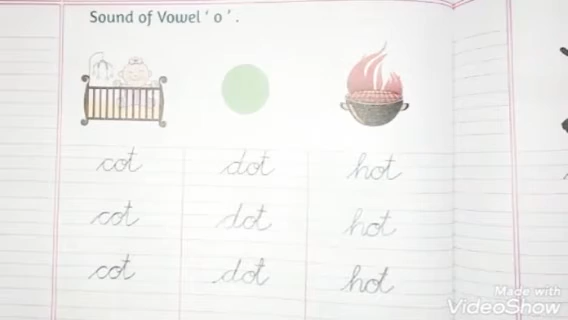 Sound of Vowel ‘ o ’ .
cot dot hot
cot dot hot
cot dot hot
Made with
VideoShow